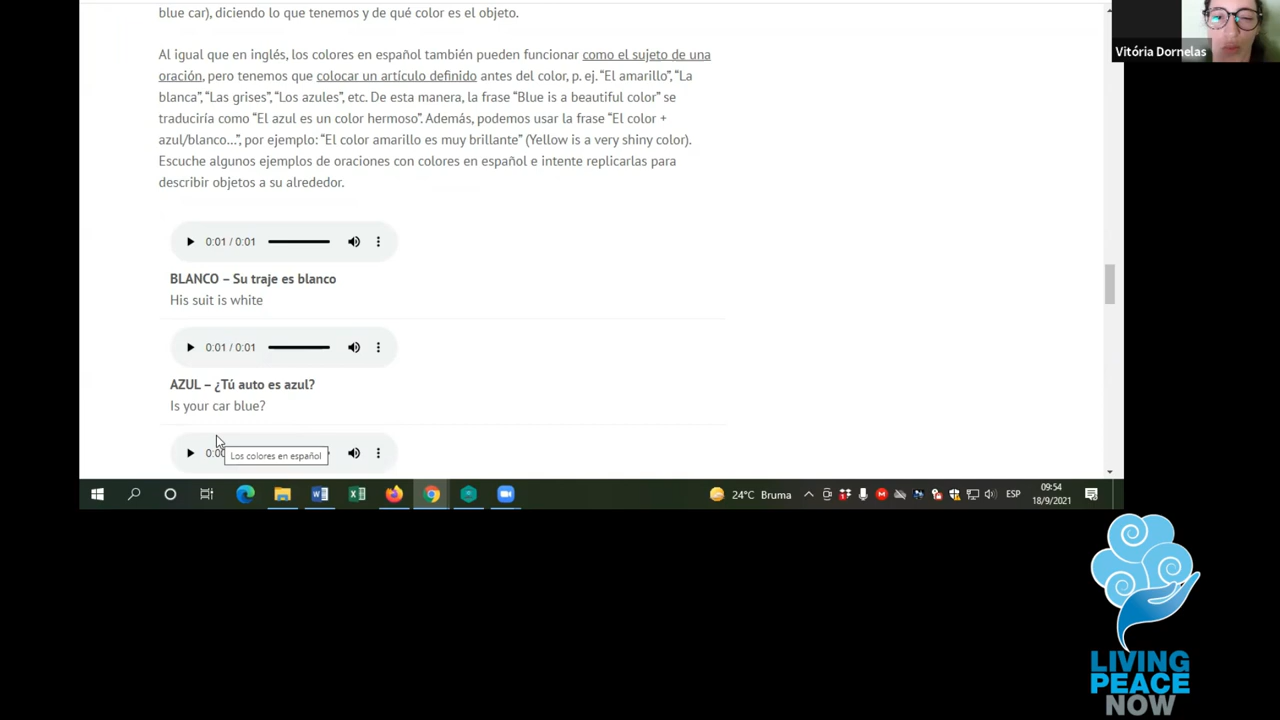 blue car), diciendo lo que tenemos y de qué color es el objeto.
Vitória Dornelas
Al igual que en inglés, los colores en español también pueden funcionar como el sujeto de una
oración, pero tenemos que colocar un artículo definido antes del color, p. ej. “El amarillo”, “La
blanca”, “Las grises”, “Los azules”, etc. De esta manera, la frase “Blue is a beautiful color” se
traduciría como “El azul es un color hermoso”. Además, podemos usar la frase “El color +
azul/blanco...”, por ejemplo: “El color amarillo es muy brillante” (Yellow is a very shiny color).
Escuche algunos ejemplos de oraciones con colores en español e intente replicarlas para
describir objetos a su alrededor.
0:01 / 0:01
BLANCO – Su traje es blanco
His suit is white
0:01 / 0:01
AZUL – ¿Tú auto es azul?
Is your car blue?
Los colores en español
24°C Bruma
ESP
09:54
18/9/2021
LIVING
PEACE
NOW